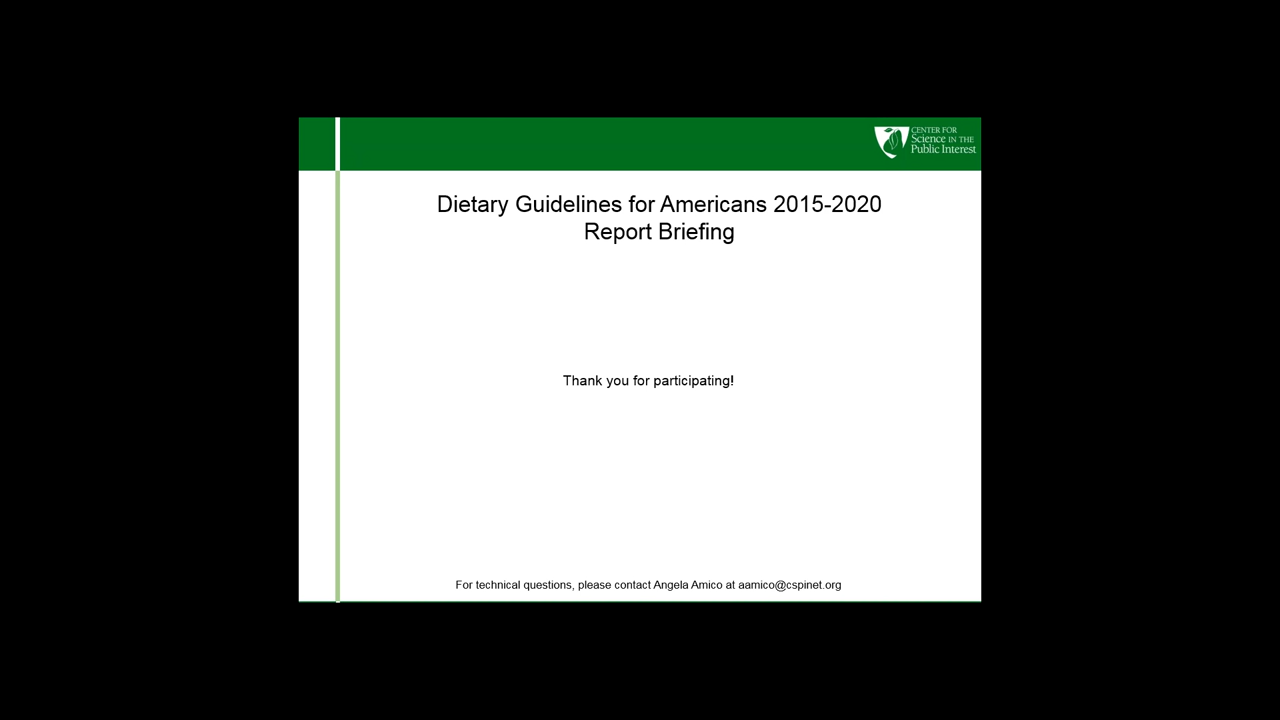 CENTER FOR
Science IN THE
Public Interest
Dietary Guidelines for Americans 2015-2020
Report Briefing
Thank you for participating!
For technical questions, please contact Angela Amico at aamico@cspinet.org